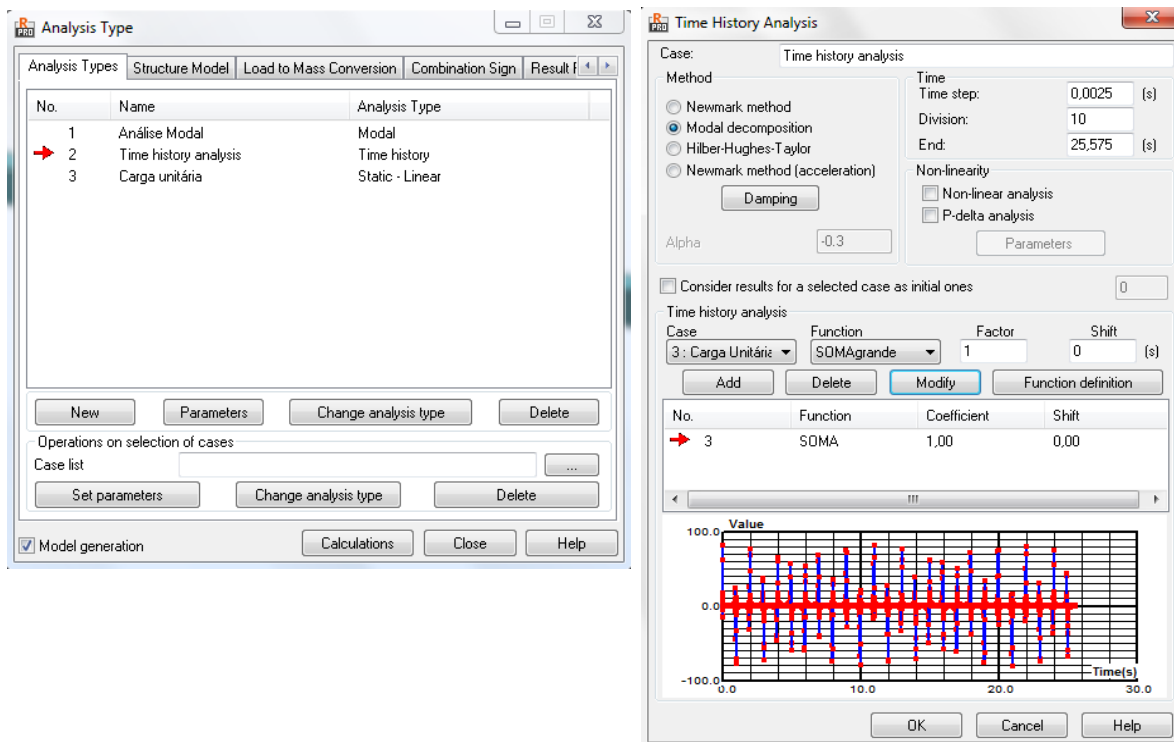 Analysis Type
Analysis Types Structure Model Load to Mass Conversion Combination Sign Result F
No. Name Analysis Type
1 Análise Modal Modal
2 Time history analysis Time history
3 Carga unitária Static - Linear
New Parameters Change analysis type Delete
Operations on selection of cases
Case list ...
Set parameters Change analysis type Delete
Model generation Calculations Close Help
Time History Analysis
Case: Time history analysis
Method
Newmark method
Modal decomposition
Hilber-Hughes-Taylor
Newmark method (acceleration)
Damping
Alpha -0.3
Time
Time step: 0,0025 (s)
Division: 10
End: 25,575 (s)
Non-linearity
Non-linear analysis
P-delta analysis
Parameters
Consider results for a selected case as initial ones 0
Time history analysis
Case Function Factor Shift
3 : Carga Unitária SOMAgrande 1 0 (s)
Add Delete Modify Function definition
No. Function Coefficient Shift
3 SOMA 1,00 0,00
Value
100.0
0.0
-100.0
Time(s)
0.0 10.0 20.0 30.0
OK Cancel Help